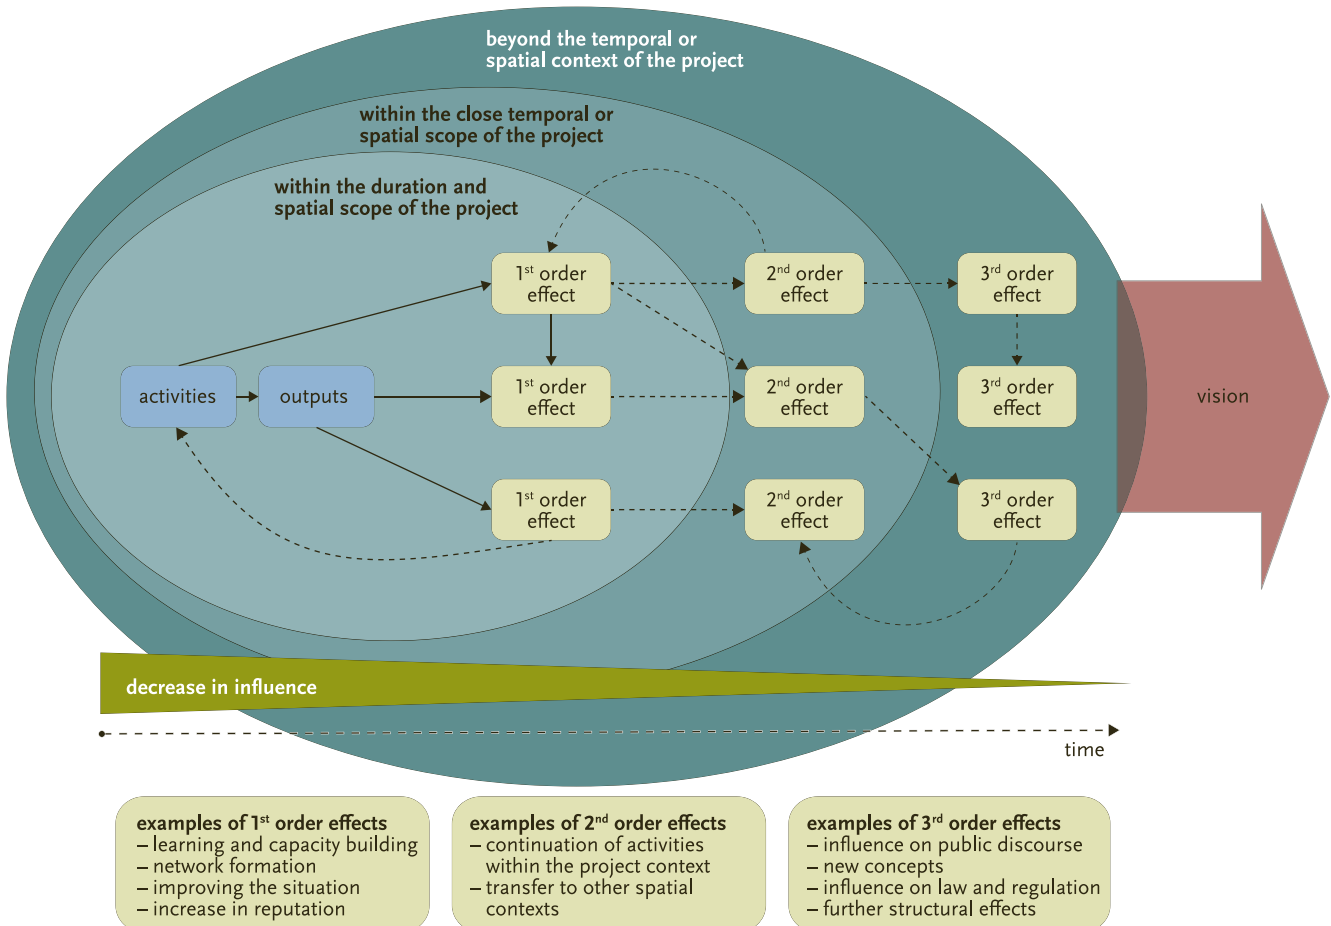 beyond the temporal or
spatial context of the project
within the close temporal or
spatial scope of the project
within the duration and
spatial scope of the project
1st order
effect
2nd order
effect
3rd order
effect
activities
outputs
1st order
effect
2nd order
effect
3rd order
effect
vision
1st order
effect
2nd order
effect
3rd order
effect
decrease in influence
time
examples of 1st order effects
– learning and capacity building
– network formation
– improving the situation
– increase in reputation
examples of 2nd order effects
– continuation of activities
within the project context
– transfer to other spatial
contexts
examples of 3rd order effects
– influence on public discourse
– new concepts
– influence on law and regulation
– further structural effects